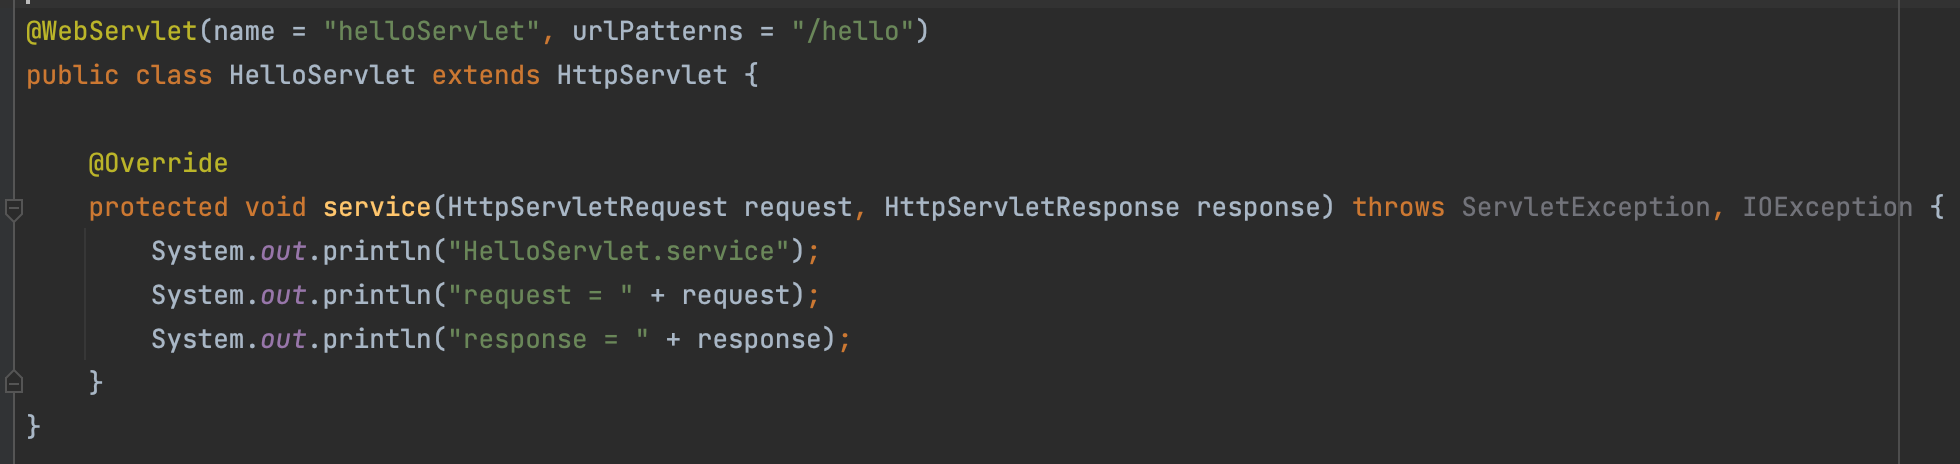 @WebServlet(name = "helloServlet", urlPatterns = "/hello")
public class HelloServlet extends HttpServlet {
@Override
protected void service(HttpServletRequest request, HttpServletResponse response) throws ServletException, IOException {
System.out.println("HelloServlet.service");
System.out.println("request = " + request);
System.out.println("response = " + response);
}
}